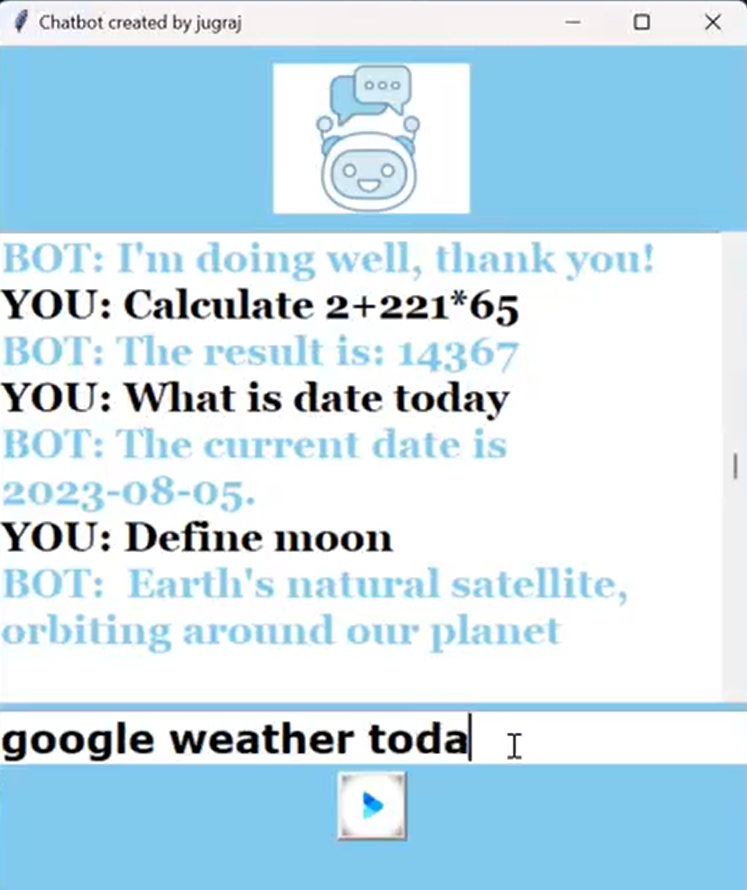 Chatbot created by jugraj
BOT: I'm doing well, thank you!
YOU: Calculate 2+221*65
BOT: The result is: 14367
YOU: What is date today
BOT: The current date is
2023-08-05.
YOU: Define moon
BOT:  Earth's natural satellite,
orbiting around our planet
google weather toda